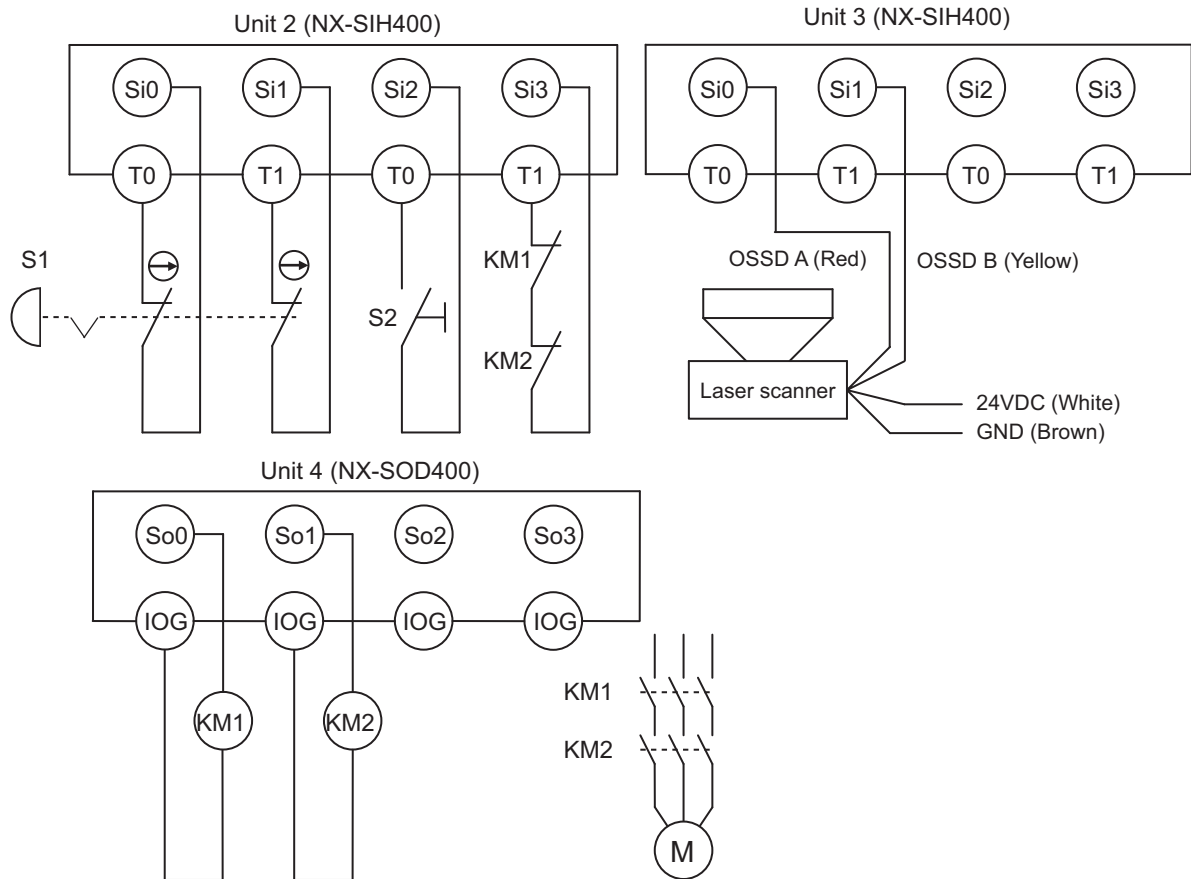 Unit 2 (NX-SIH400)
Si0 Si1 Si2 Si3
T0 T1 T0 T1
S1
S2
KM1
KM2
Unit 3 (NX-SIH400)
Si0 Si1 Si2 Si3
T0 T1 T0 T1
OSSD A (Red)
OSSD B (Yellow)
Laser scanner
24VDC (White)
GND (Brown)
Unit 4 (NX-SOD400)
So0 So1 So2 So3
IOG IOG IOG IOG
KM1 KM2
KM1
KM2
M